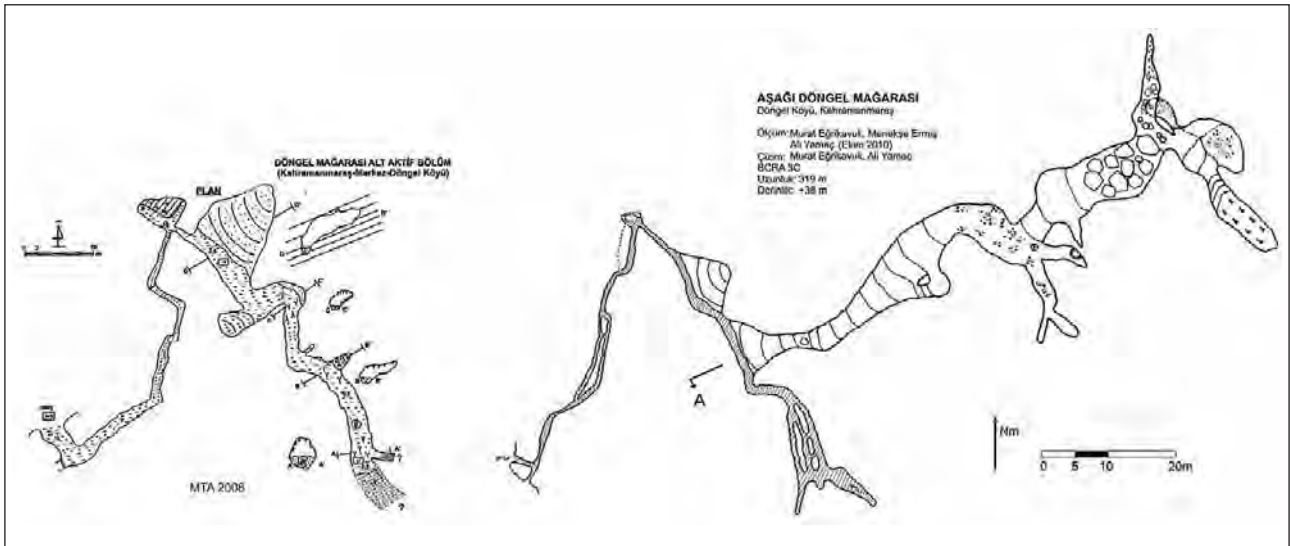 DÖNGEL MAĞARASI ALT AKTİF BÖLÜM
(Kahramanmaraş-Merkez-Döngel Köyü)
PLAN
MTA 2008
AŞAĞI DÖNGEL MAĞARASI
Döngel Köyü, Kahramanmaraş
Ölçüm: Murat Eğrikavuk, Menekşe Ermiş
Ali Yamaç (Ekim 2010)
Çizim: Murat Eğrikavuk, Ali Yamaç
BCRA 5C
Uzunluk: 319 m
Derinlik: +38 m
A
Nm
0 5 10 20m